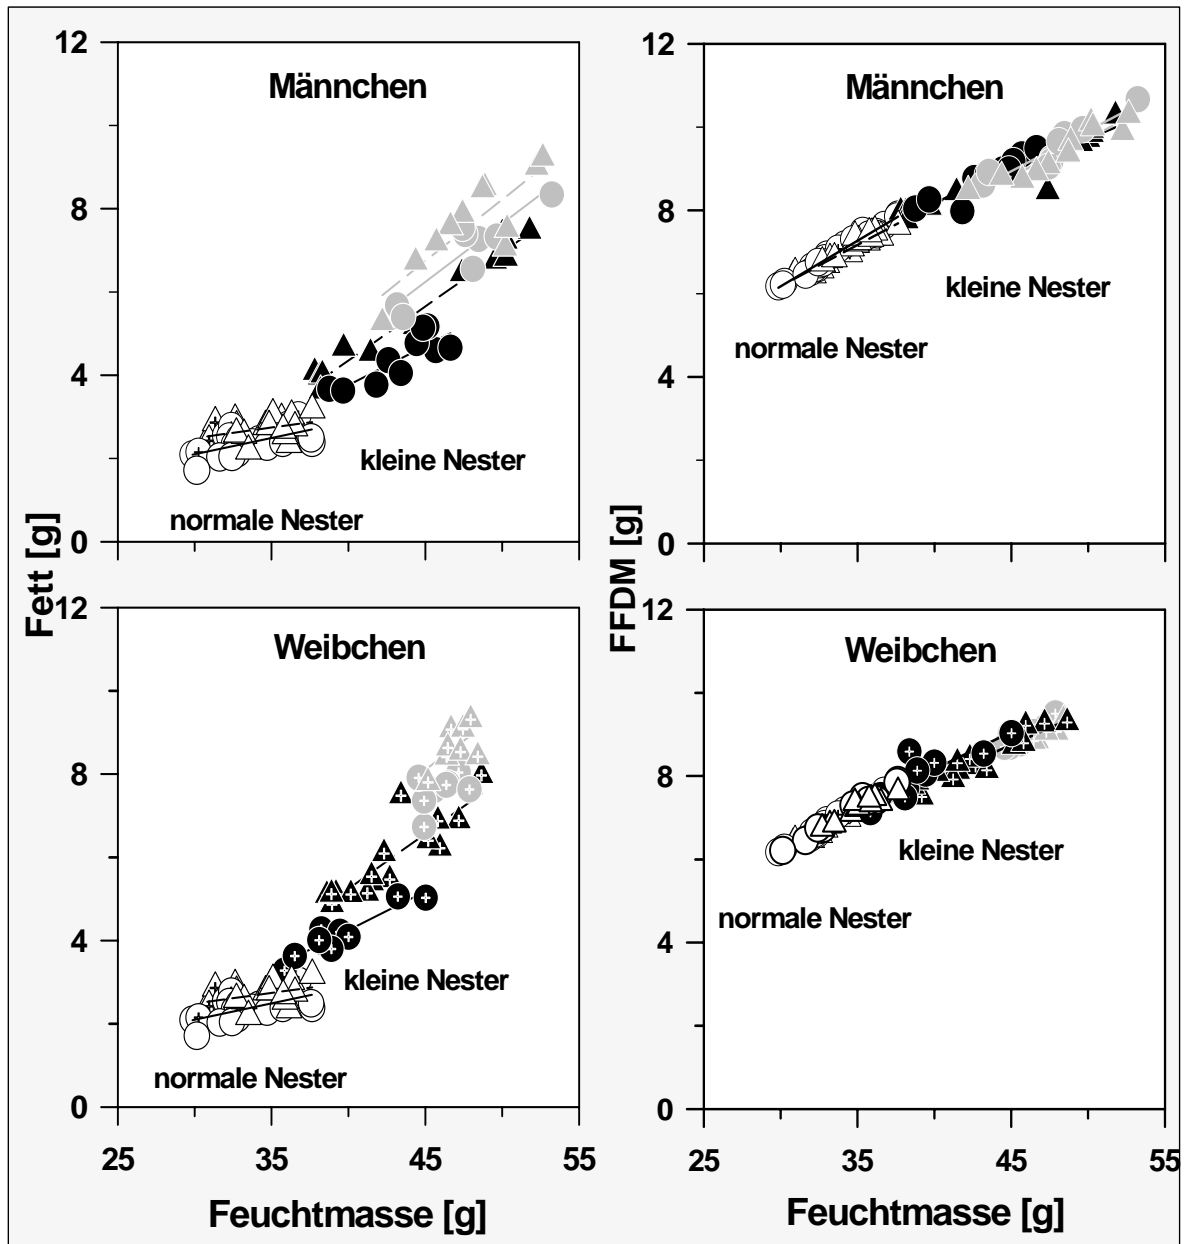 12
Männchen
8
4
kleine Nester
normale Nester
0
Fett [g]
12
Männchen
8
kleine Nester
normale Nester
4
0
FFDM [g]
12
Weibchen
8
4
kleine Nester
normale Nester
0
25 35 45 55
Feuchtmasse [g]
12
Weibchen
8
kleine Nester
normale Nester
4
0
25 35 45 55
Feuchtmasse [g]